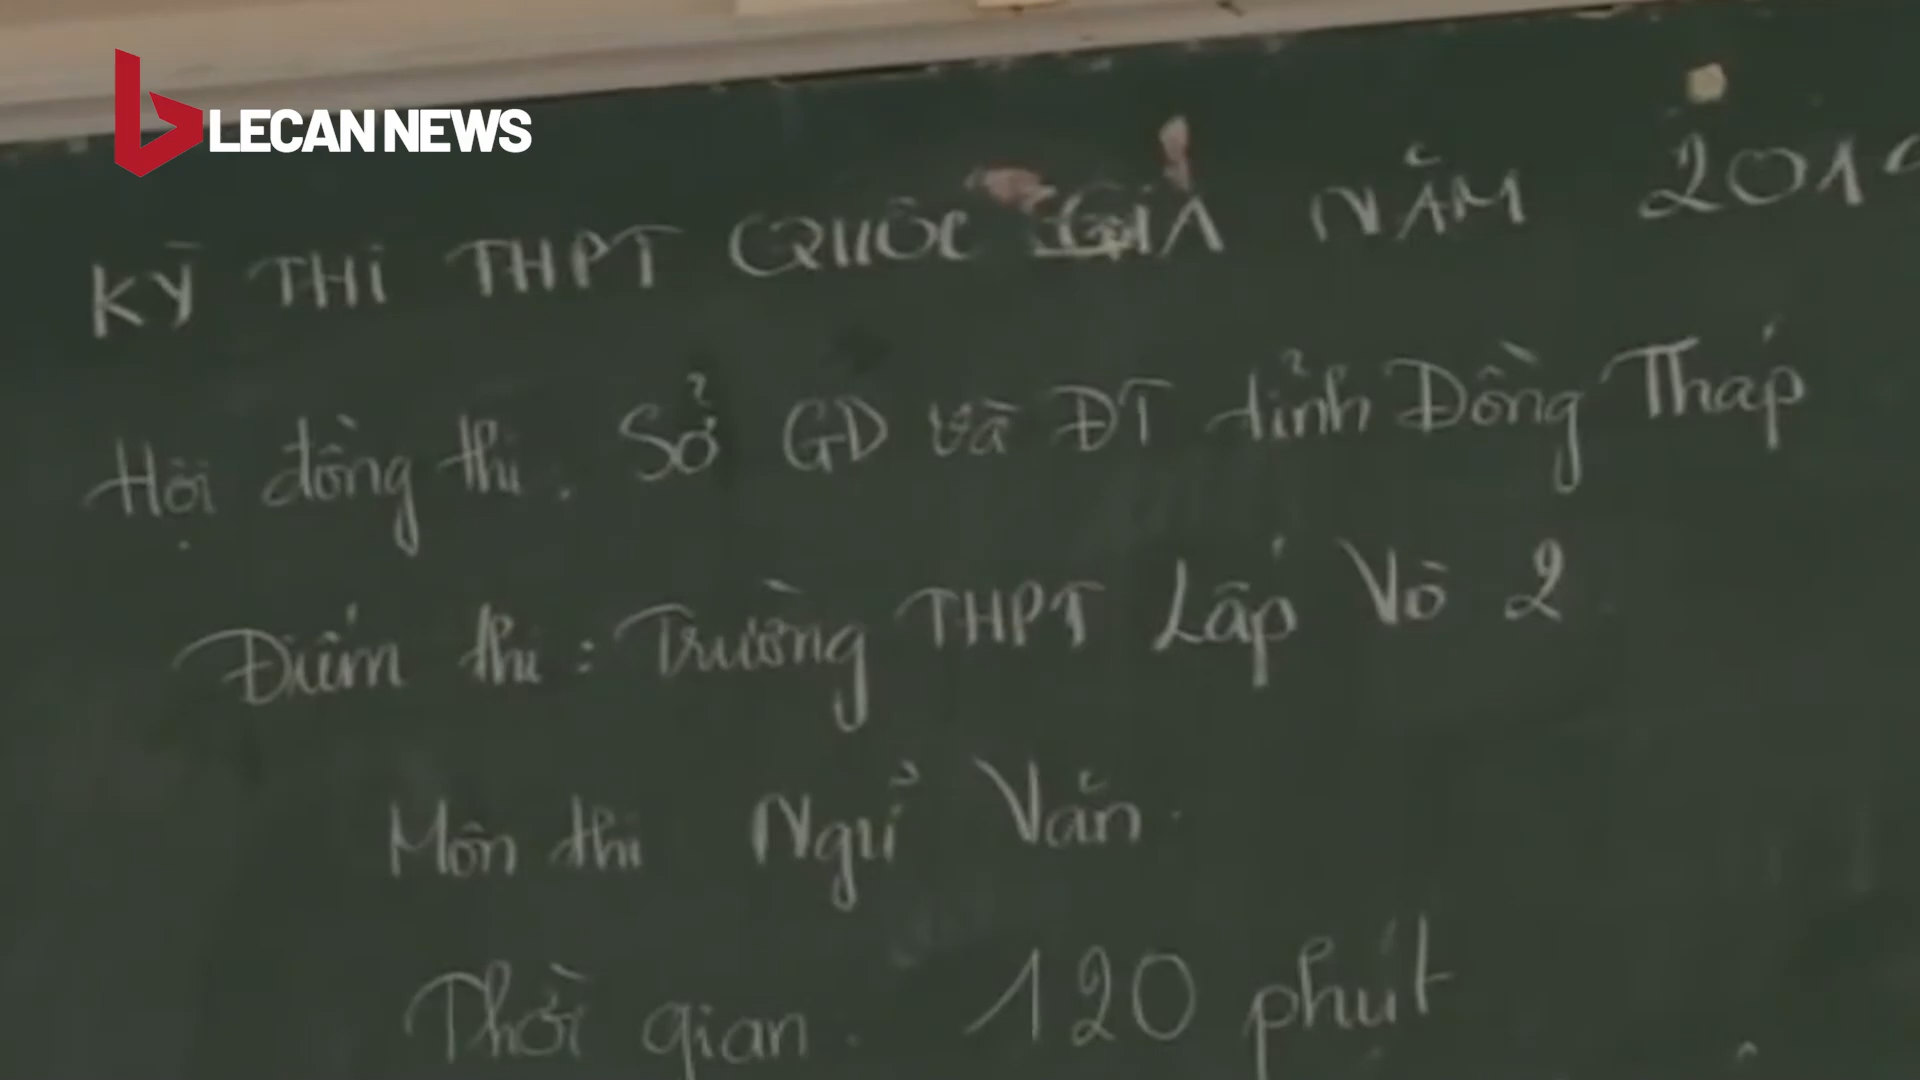 LECAN NEWS
KỲ THI THPT QUỐC GIA NĂM 201
Hội đồng thi. Sở GD và ĐT tỉnh Đồng Tháp
Điểm thi: Trường THPT Lấp Vò 2
Môn thi Ngữ Văn.
Thời gian. 120 phút